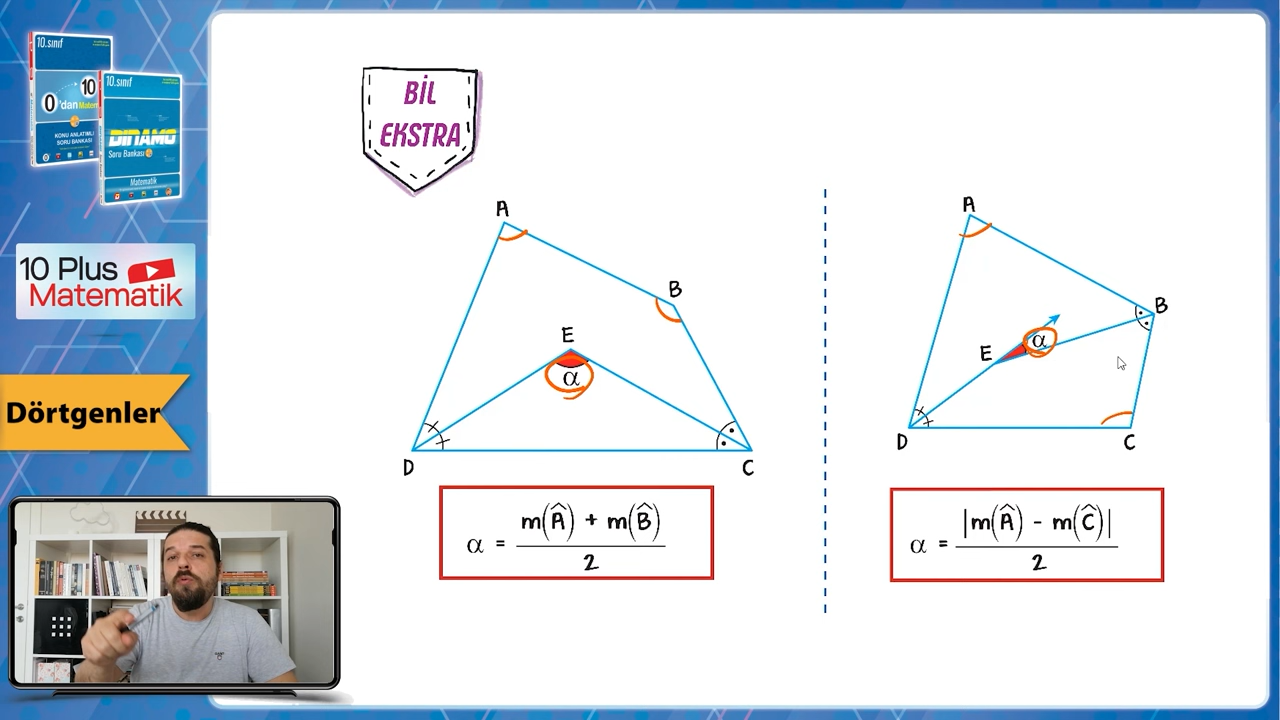 10.sınıf
0'dan 10
KONU ANLATIMLI
SORU BANKASI
10.sınıf
DİNAMO
Soru Bankası
Matematik
10 Plus
Matematik
Dörtgenler
BİL
EKSTRA
A
B
E
α
D
C
α = (m(Â) + m(B̂)) / 2
A
B
E
α
D
C
α = |m(Â) - m(Ĉ)| / 2